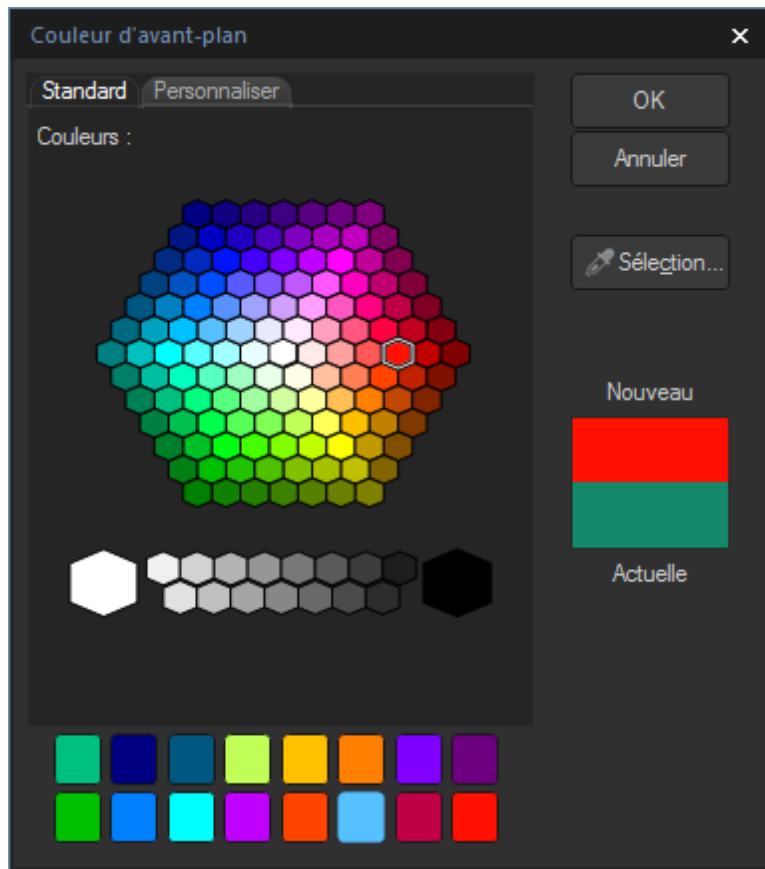 Couleur d'avant-plan
Standard Personnaliser
OK
Couleurs :
Annuler
Sélection...
Nouveau
Actuelle